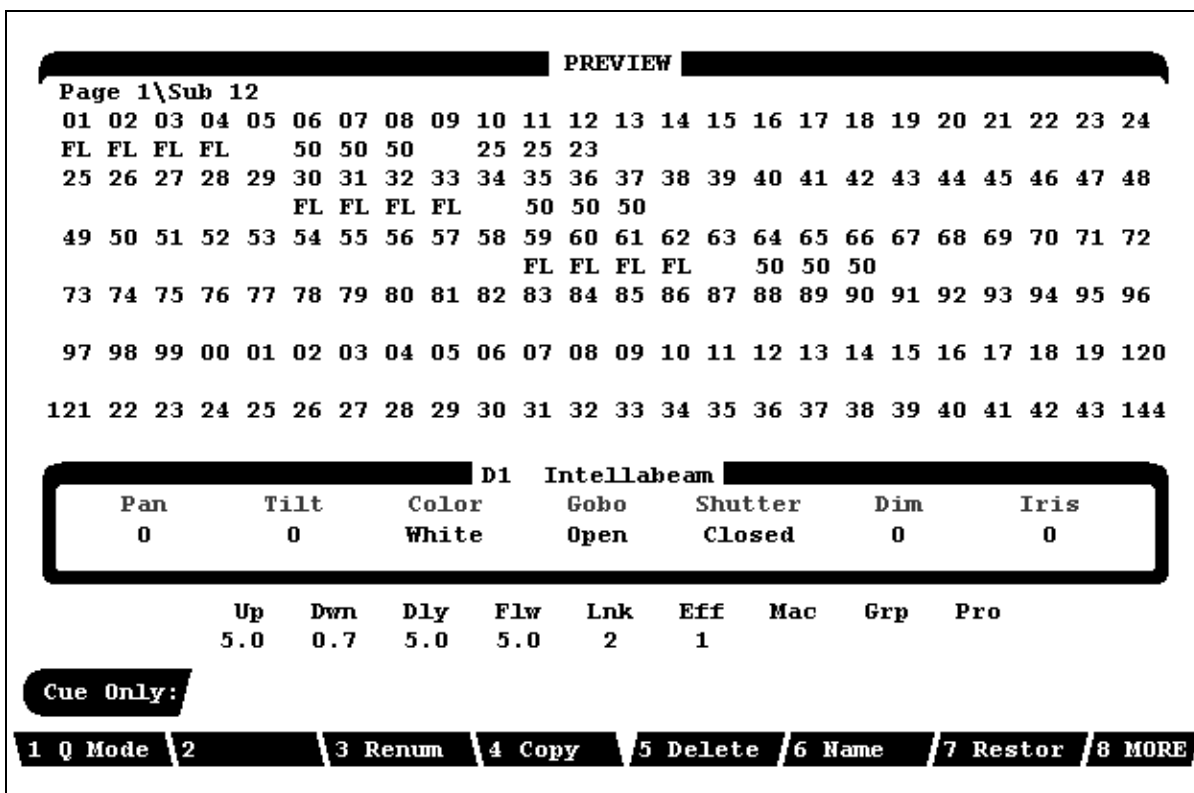 PREVIEW
Page 1\Sub 12
01 02 03 04 05 06 07 08 09 10 11 12 13 14 15 16 17 18 19 20 21 22 23 24
FL FL FL FL 50 50 50 25 25 23
25 26 27 28 29 30 31 32 33 34 35 36 37 38 39 40 41 42 43 44 45 46 47 48
FL FL FL FL 50 50 50
49 50 51 52 53 54 55 56 57 58 59 60 61 62 63 64 65 66 67 68 69 70 71 72
FL FL FL FL 50 50 50
73 74 75 76 77 78 79 80 81 82 83 84 85 86 87 88 89 90 91 92 93 94 95 96
97 98 99 00 01 02 03 04 05 06 07 08 09 10 11 12 13 14 15 16 17 18 19 120
121 22 23 24 25 26 27 28 29 30 31 32 33 34 35 36 37 38 39 40 41 42 43 144
D1 Intellabeam
Pan Tilt Color Gobo Shutter Dim Iris
0 0 White Open Closed 0 0
Up Dwn Dly Flw Lnk Eff Mac Grp Pro
5.0 0.7 5.0 5.0 2 1
Cue Only:
1 Q Mode 2 3 Renum 4 Copy 5 Delete 6 Name 7 Restor 8 MORE